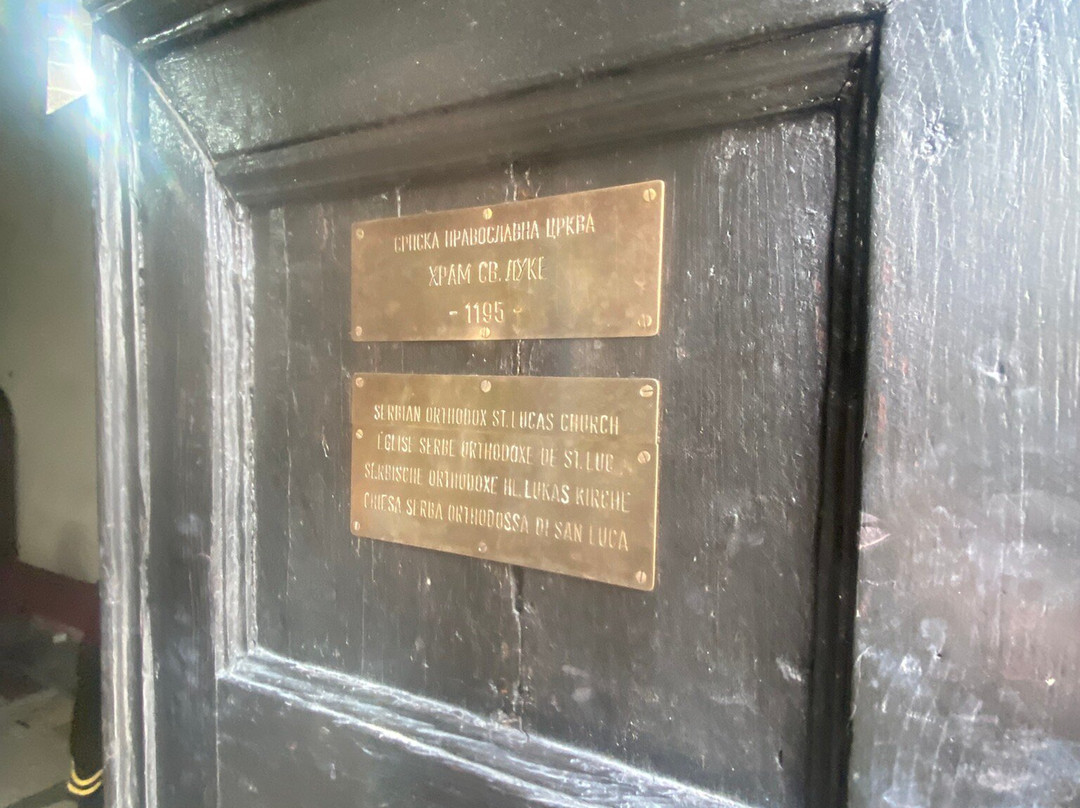 СРПСКА ПРАВОСЛАВНА ЦРКВА
ХРАМ СВ. ЛУКЕ
- 1195 -
SERBIAN ORTHODOX ST. LUCAS CHURCH
ÉGLISE SERBE ORTHODOXE DE ST. LUC
SERBISCHE ORTHODOXE HL. LUKAS KIRCHE
CHIESA SERBA ORTHODOSSA DI SAN LUCA